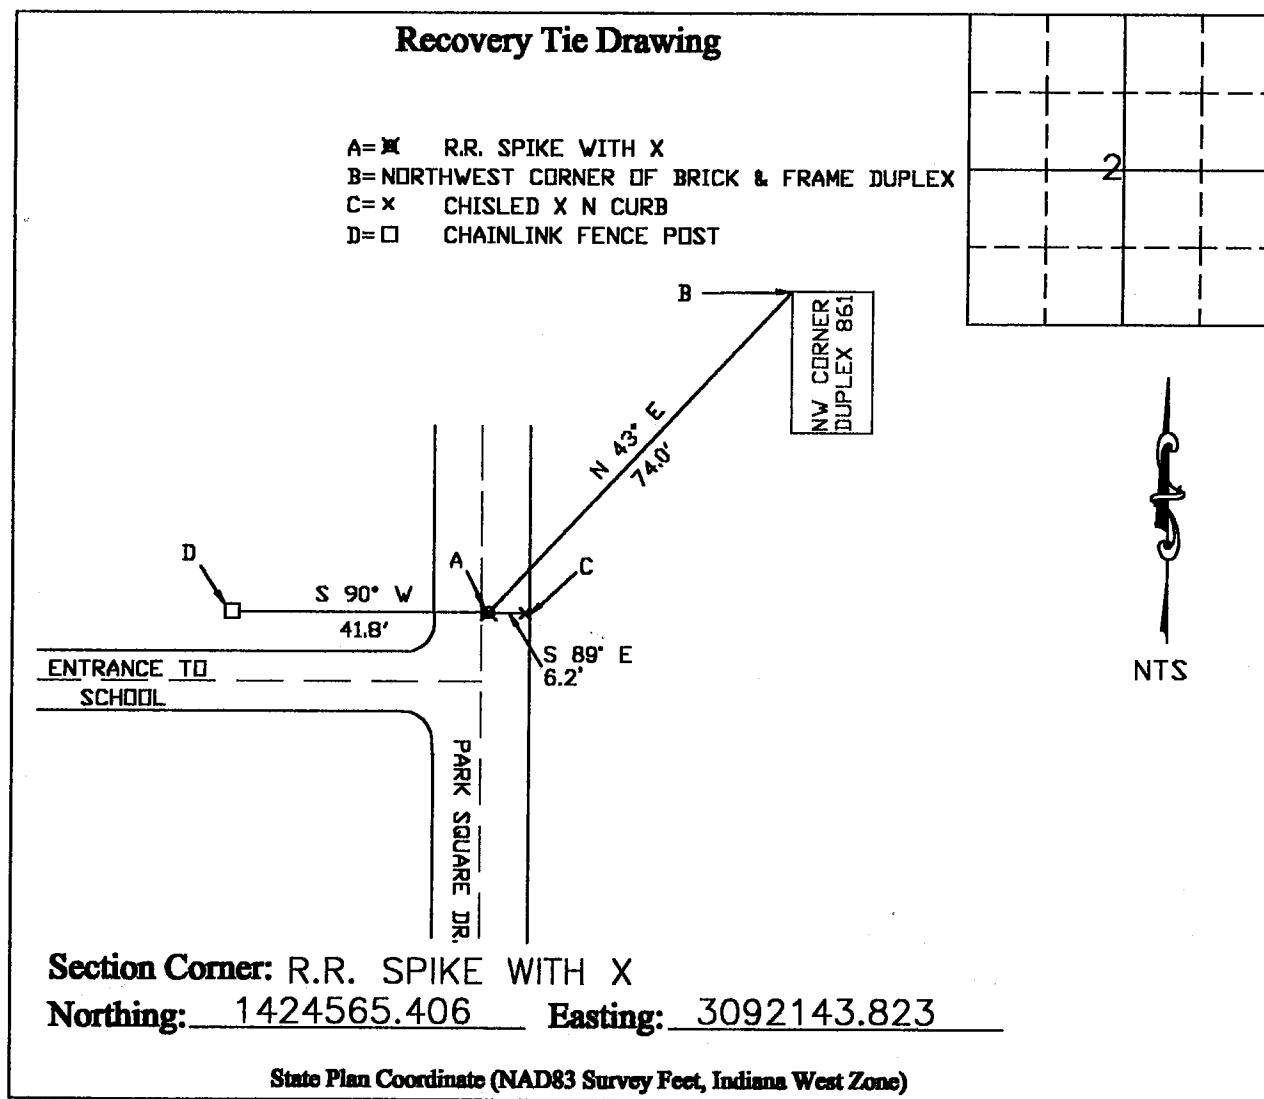 Recovery Tie Drawing
A= R.R. SPIKE WITH X
B= NORTHWEST CORNER OF BRICK & FRAME DUPLEX
C= x CHISLED X N CURB
D= □ CHAINLINK FENCE POST
2
B
NW CORNER
DUPLEX 861
N 43° E
74.0'
D
A
C
S 90° W
41.8'
S 89° E
6.2'
ENTRANCE TO
SCHOOL
PARK SQUARE DR.
NTS
Section Corner: R.R. SPIKE WITH X
Northing: 1424565.406 Easting: 3092143.823
State Plan Coordinate (NAD83 Survey Feet, Indiana West Zone)